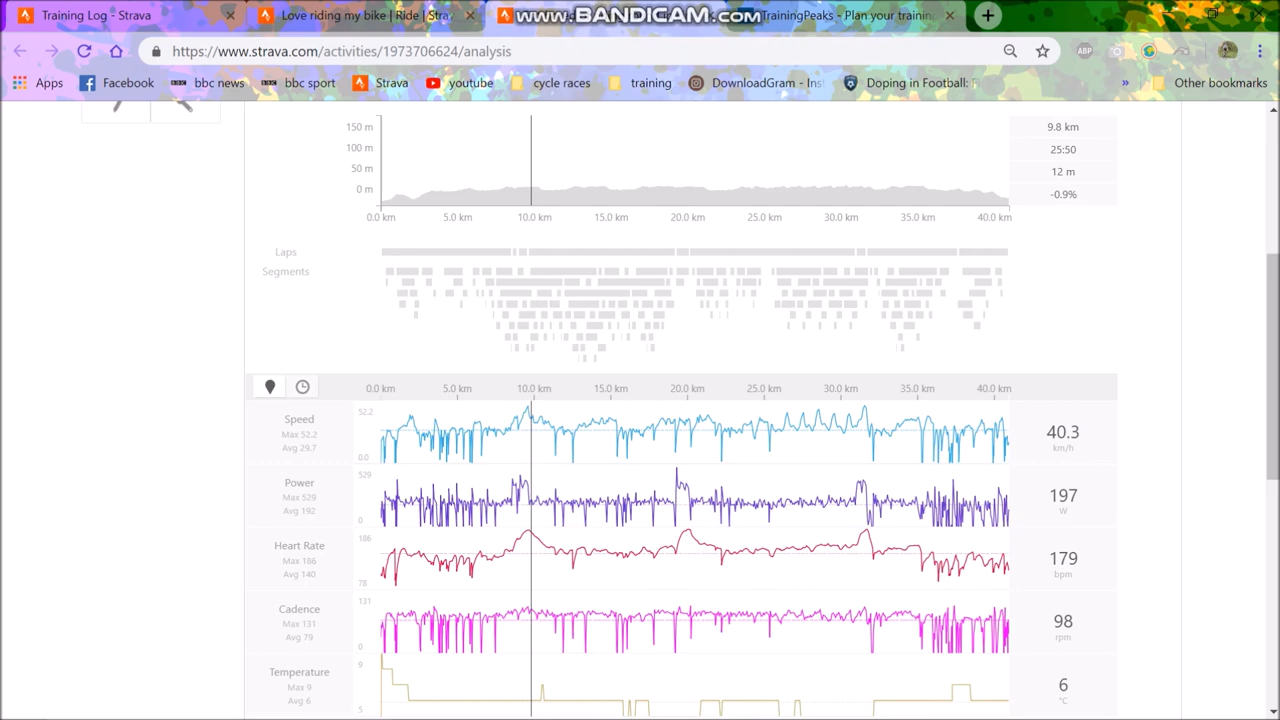 Training Log - Strava
Love riding my bike | Ride | Stra
www.BANDICAM.com
TrainingPeaks - Plan your trainin
https://www.strava.com/activities/1973706624/analysis
ABP
Apps
Facebook
BBC bbc news
BBC bbc sport
Strava
youtube
cycle races
training
DownloadGram - Inst
Doping in Football: F
»
Other bookmarks
150 m
100 m
50 m
0 m
9.8 km
25:50
12 m
-0.9%
0.0 km 5.0 km 10.0 km 15.0 km 20.0 km 25.0 km 30.0 km 35.0 km 40.0 km
Laps
Segments
0.0 km 5.0 km 10.0 km 15.0 km 20.0 km 25.0 km 30.0 km 35.0 km 40.0 km
Speed
Max 52.2
Avg 29.7
52.2
0.0
40.3
km/h
Power
Max 529
Avg 192
529
0
197
W
Heart Rate
Max 186
Avg 140
186
78
179
bpm
Cadence
Max 131
Avg 79
131
0
98
rpm
Temperature
Max 9
Avg 6
9
5
6
°C